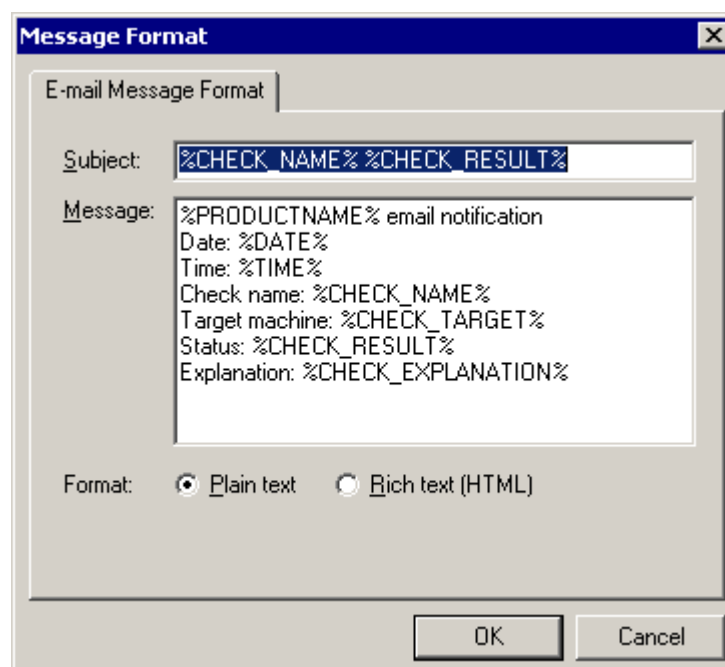 Message Format
E-mail Message Format
Subject: %CHECK_NAME% %CHECK_RESULT%
Message: %PRODUCTNAME% email notification
Date: %DATE%
Time: %TIME%
Check name: %CHECK_NAME%
Target machine: %CHECK_TARGET%
Status: %CHECK_RESULT%
Explanation: %CHECK_EXPLANATION%
Format: Plain text Rich text (HTML)
OK Cancel